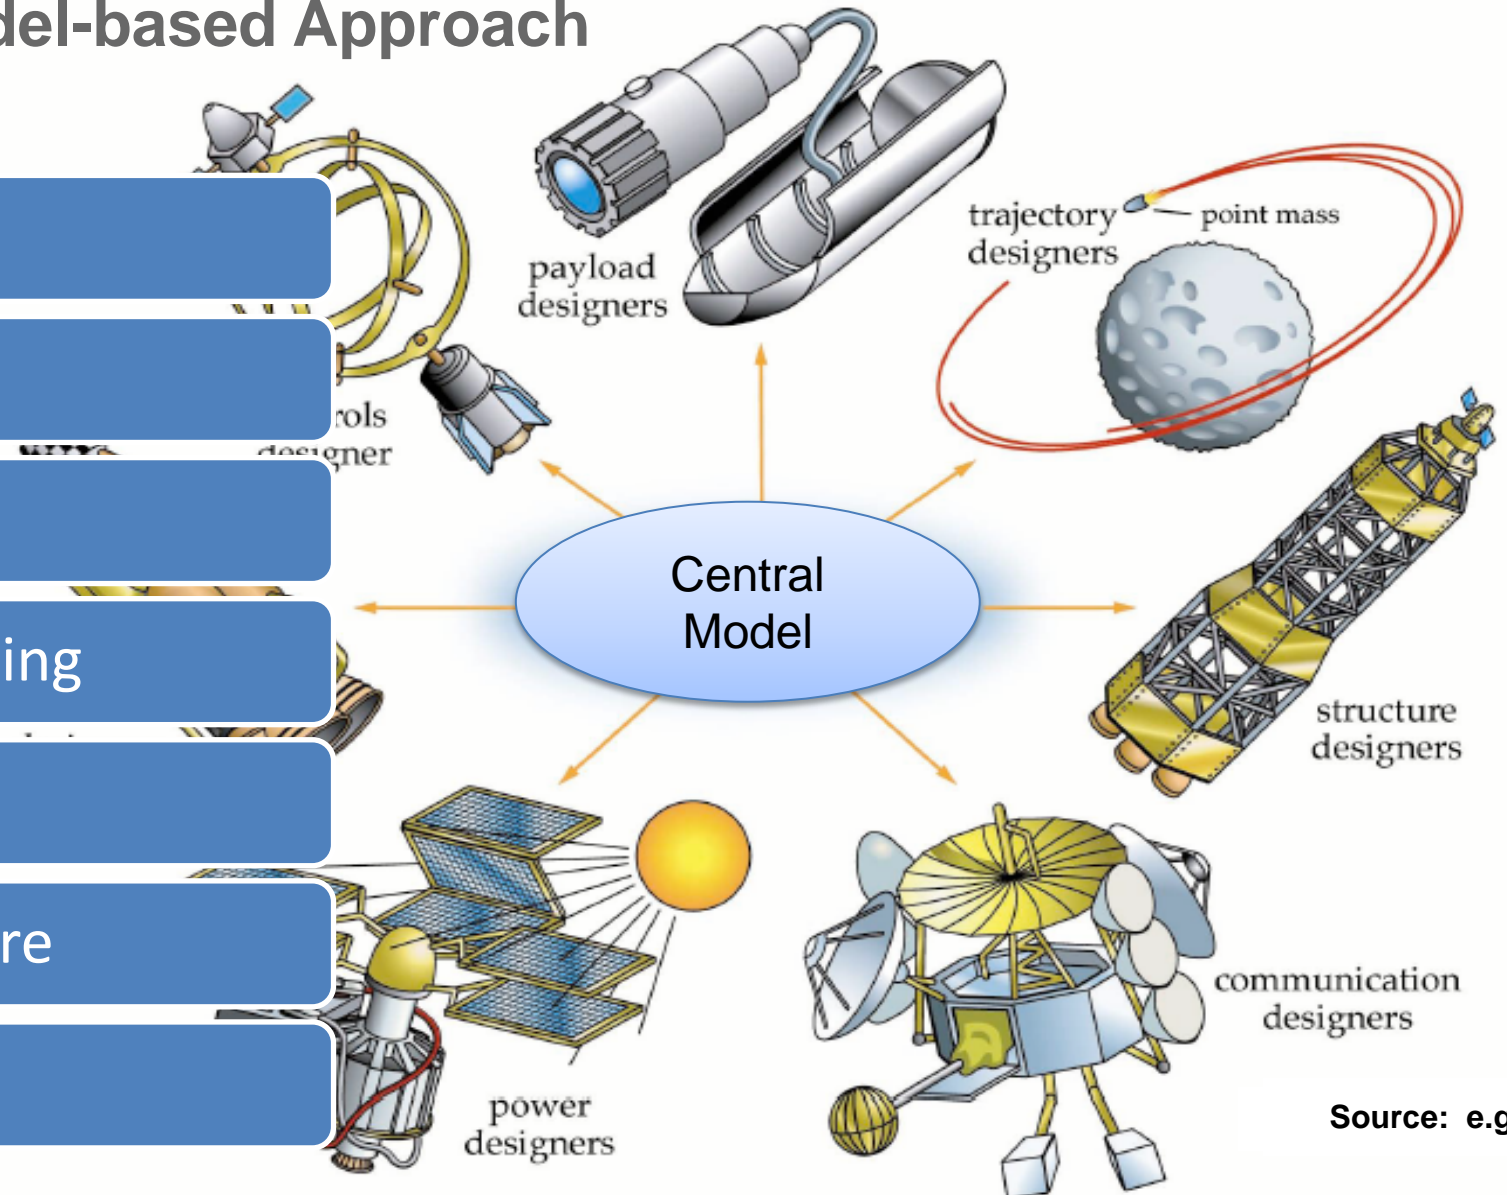 del-based Approach
payload
designers
trajectory
designers
point mass
rols
designer
Central
Model
ing
structure
designers
re
communication
designers
power
designers
Source: e.g